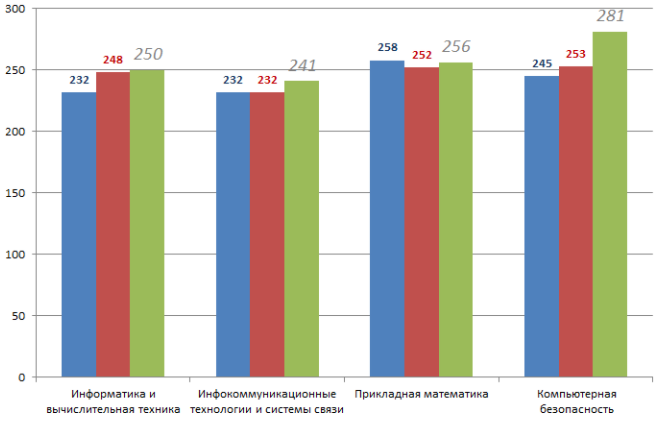 300
281
258
256
250
248
252
253
250
241
245
232
232
232
200
150
100
50
0
Информатика и
вычислительная техника
Инфокоммуникационные
технологии и системы связи
Прикладная математика
Компьютерная
безопасность